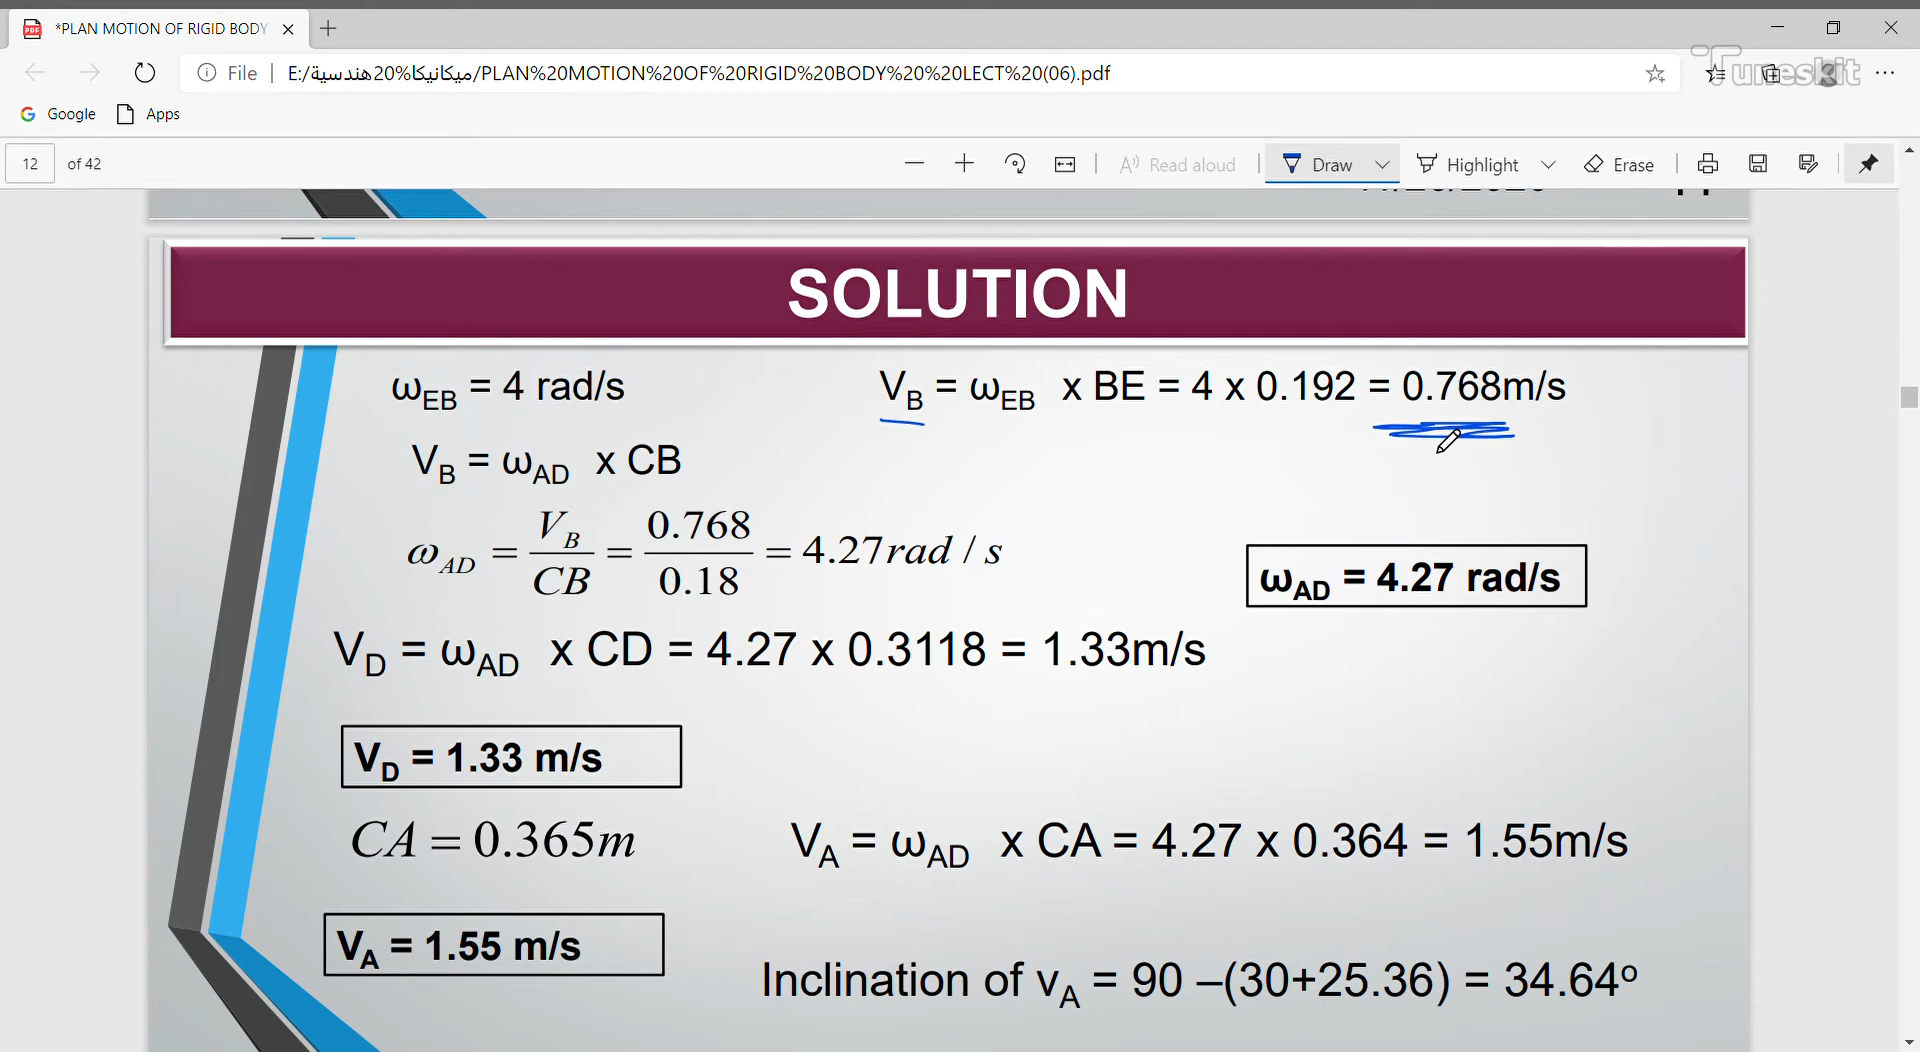 *PLAN MOTION OF RIGID BODY
Tuneskit
File E:/ميكانيكا%20هندسية/PLAN%20MOTION%20OF%20RIGID%20BODY%20%20LECT%20(06).pdf
Google Apps
12 of 42 Read aloud Draw Highlight Erase
SOLUTION
ωEB = 4 rad/s VB = ωEB x BE = 4 x 0.192 = 0.768m/s
VB = ωAD x CB
ωAD = VB/CB = 0.768/0.18 = 4.27rad / s
ωAD = 4.27 rad/s
VD = ωAD x CD = 4.27 x 0.3118 = 1.33m/s
VD = 1.33 m/s
CA = 0.365m VA = ωAD x CA = 4.27 x 0.364 = 1.55m/s
VA = 1.55 m/s
Inclination of vA = 90 –(30+25.36) = 34.64º